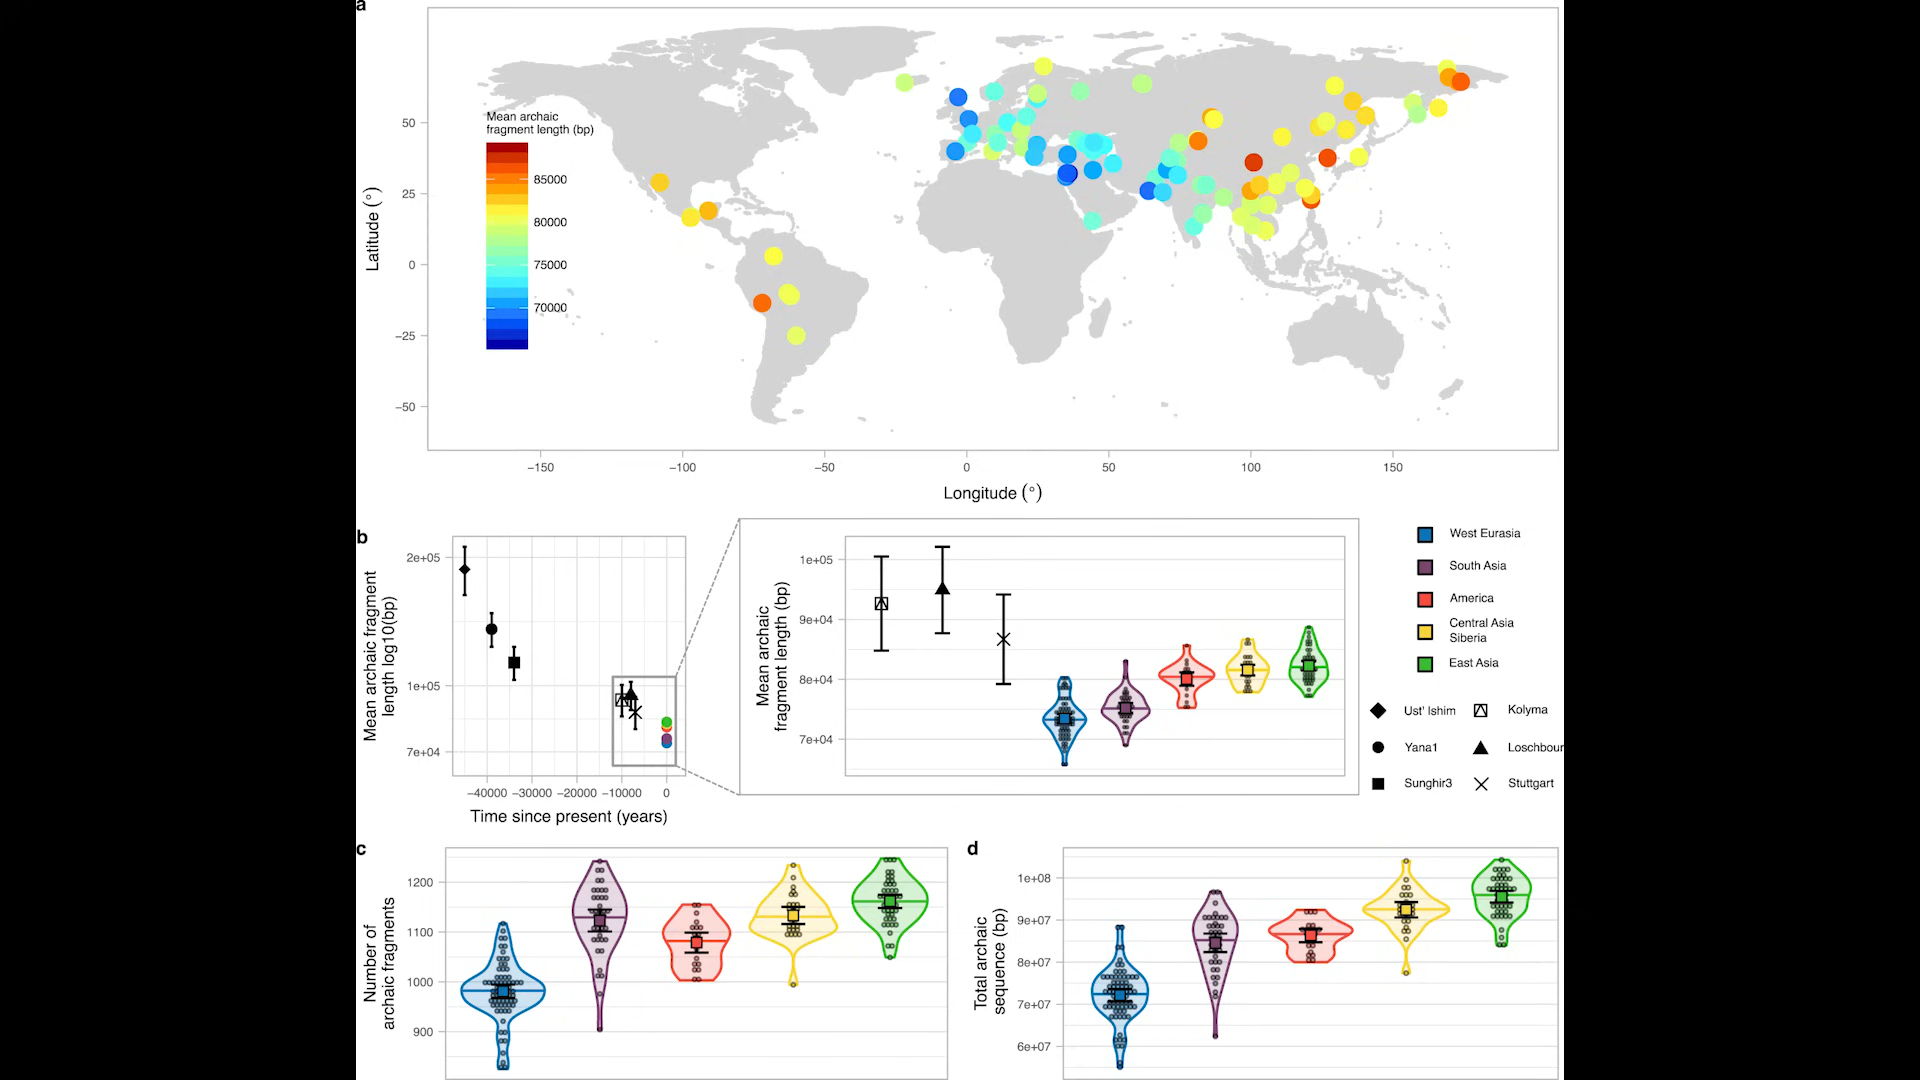 a
Mean archaic
fragment length (bp)
85000
80000
75000
70000
50
25
0
−25
−50
Latitude (°)
−150
−100
−50
0
50
100
150
Longitude (°)
b
2e+05
1e+05
7e+04
Mean archaic fragment
length log10(bp)
−40000
−30000
−20000
−10000
0
Time since present (years)
1e+05
9e+04
8e+04
7e+04
Mean archaic
fragment length (bp)
West Eurasia
South Asia
America
Central Asia
Siberia
East Asia
Ust' Ishim
Kolyma
Yana1
Loschbour
Sunghir3
Stuttgart
c
1200
1100
1000
900
Number of
archaic fragments
d
1e+08
9e+07
8e+07
7e+07
6e+07
Total archaic
sequence (bp)